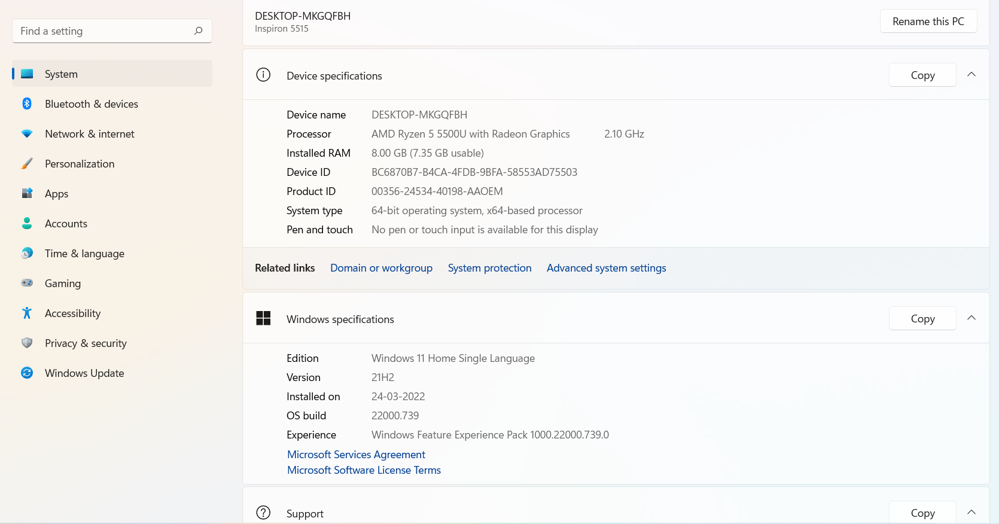 Find a setting
System
Bluetooth & devices
Network & internet
Personalization
Apps
Accounts
Time & language
Gaming
Accessibility
Privacy & security
Windows Update
DESKTOP-MKGQFBH
Inspiron 5515
Rename this PC
Device specifications
Copy
Device name DESKTOP-MKGQFBH
Processor AMD Ryzen 5 5500U with Radeon Graphics 2.10 GHz
Installed RAM 8.00 GB (7.35 GB usable)
Device ID BC6870B7-B4CA-4FDB-9BFA-58553AD75503
Product ID 00356-24534-40198-AAOEM
System type 64-bit operating system, x64-based processor
Pen and touch No pen or touch input is available for this display
Related links Domain or workgroup System protection Advanced system settings
Windows specifications
Copy
Edition Windows 11 Home Single Language
Version 21H2
Installed on 24-03-2022
OS build 22000.739
Experience Windows Feature Experience Pack 1000.22000.739.0
Microsoft Services Agreement
Microsoft Software License Terms
Support
Copy